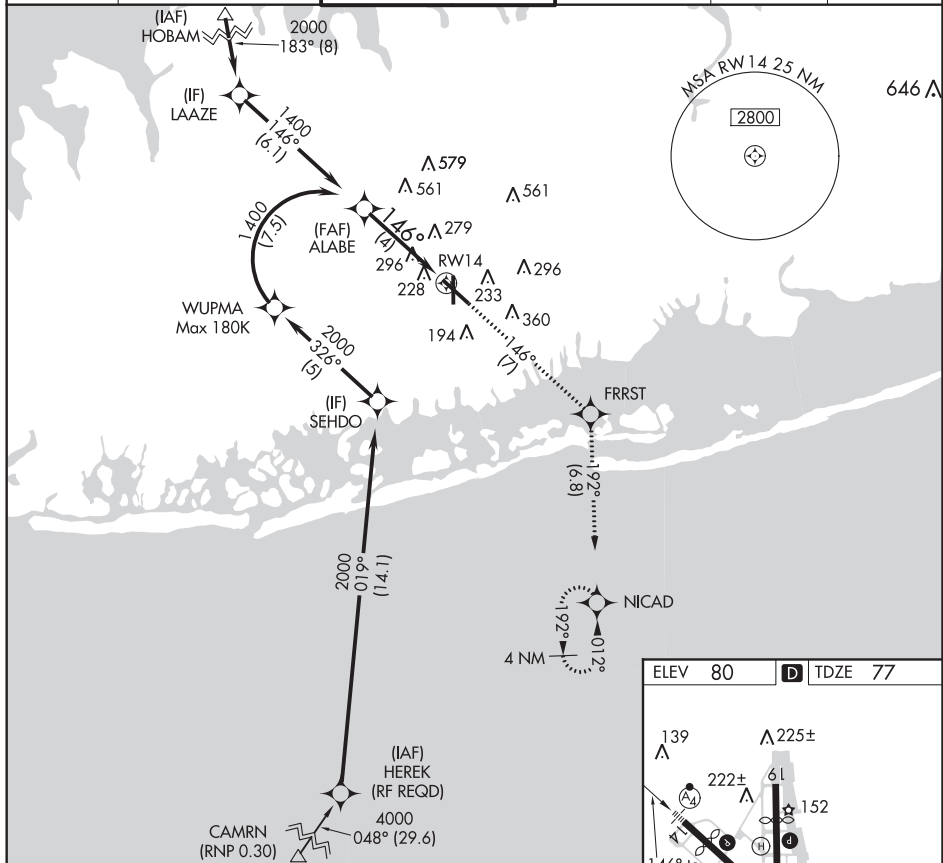 (IAF)
HOBAM
2000
183° (8)
(IF)
LAAZE
1400
146°
(6.1)
MSA RW14 25 NM
2800
646
579
561
561
1400
(7.5)
(FAF)
ALABE
146°
(4)
279
296
RW14
228
233
296
360
194
WUPMA
Max 180K
2000
326°
(5)
146°
(7)
(IF)
SEHDO
FRRST
192°
(6.8)
2000
019°
(14.1)
NICAD
192°
012°
4 NM
ELEV 80
D
TDZE 77
(IAF)
HEREK
(RF REQD)
4000
048° (29.6)
CAMRN
(RNP 0.30)
139
225±
222±
19
A4
152
14
P
H
P